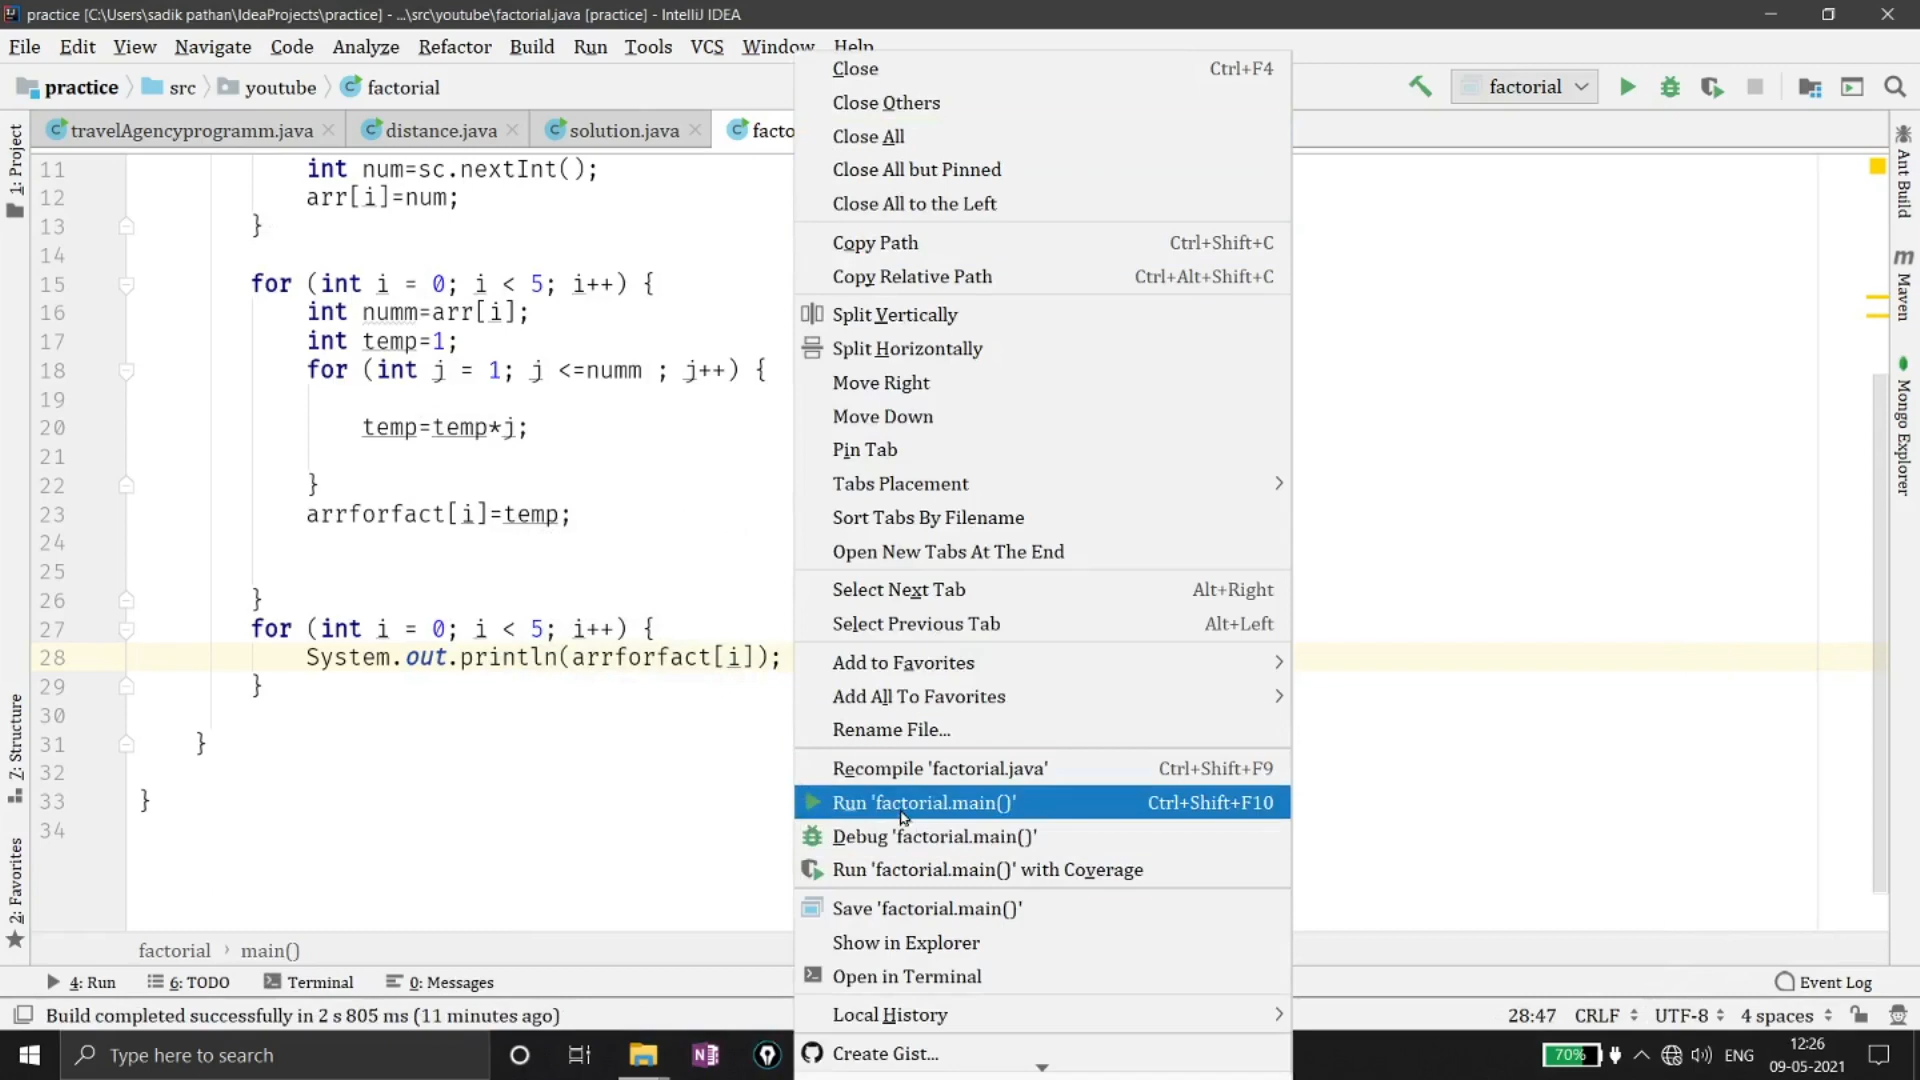 practice [C:\Users\sadik pathan\IdeaProjects\practice] - ...\src\youtube\factorial.java [practice] - IntelliJ IDEA
File Edit View Navigate Code Analyze Refactor Build Run Tools VCS Window Help
practice src youtube factorial
factorial
travelAgencyprogramm.java distance.java solution.java facto
1: Project
7: Structure
2: Favorites
11 int num=sc.nextInt();
12 arr[i]=num;
13 }
14
15 for (int i = 0; i < 5; i++) {
16 int numm=arr[i];
17 int temp=1;
18 for (int j = 1; j <=numm ; j++) {
19
20 temp=temp*j;
21
22 }
23 arrforfact[i]=temp;
24
25
26 }
27 for (int i = 0; i < 5; i++) {
28 System.out.println(arrforfact[i]);
29 }
30
31 }
32
33 }
34
Close Ctrl+F4
Close Others
Close All
Close All but Pinned
Close All to the Left
Copy Path Ctrl+Shift+C
Copy Relative Path Ctrl+Alt+Shift+C
Split Vertically
Split Horizontally
Move Right
Move Down
Pin Tab
Tabs Placement
Sort Tabs By Filename
Open New Tabs At The End
Select Next Tab Alt+Right
Select Previous Tab Alt+Left
Add to Favorites
Add All To Favorites
Rename File...
Recompile 'factorial.java' Ctrl+Shift+F9
Run 'factorial.main()' Ctrl+Shift+F10
Debug 'factorial.main()'
Run 'factorial.main()' with Coverage
Save 'factorial.main()'
Show in Explorer
Open in Terminal
Local History
Create Gist...
Ant Build
Maven
Mongo Explorer
factorial main()
4: Run 6: TODO Terminal 0: Messages Event Log
Build completed successfully in 2 s 805 ms (11 minutes ago) 28:47 CRLF UTF-8 4 spaces
Type here to search 70% ENG 12:26
09-05-2021